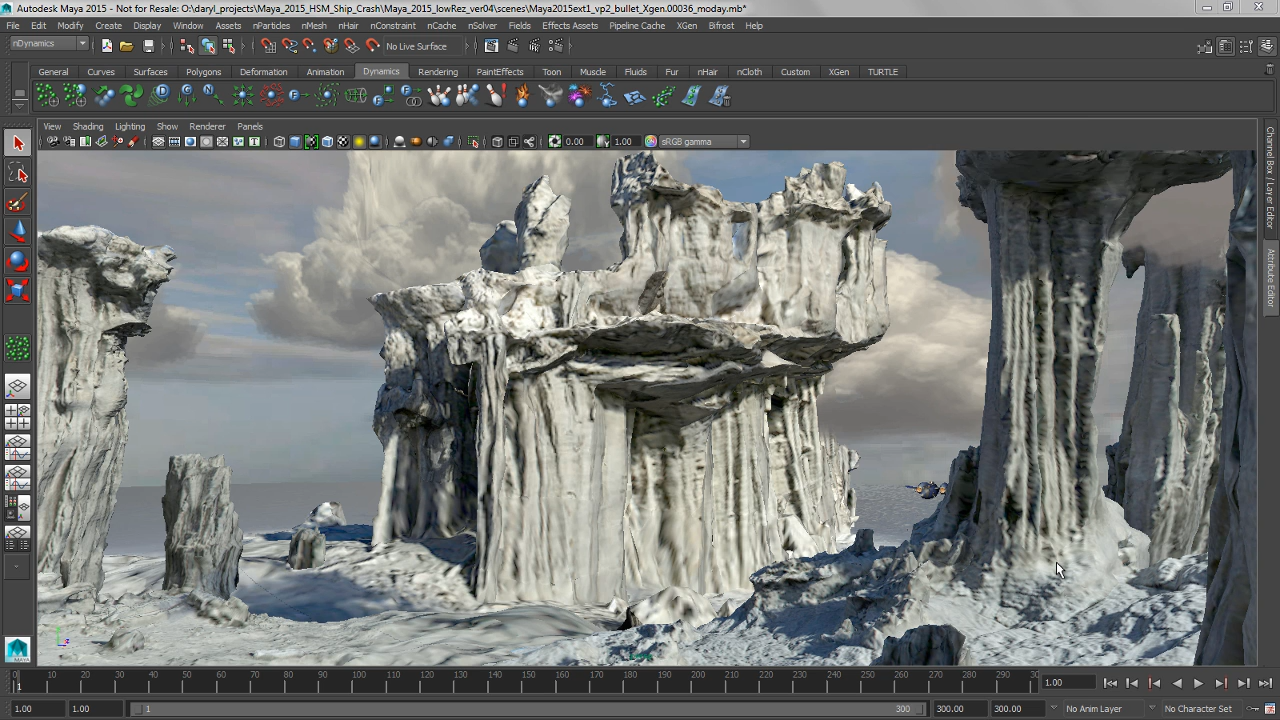 Autodesk Maya 2015 - Not for Resale: O:\daryl_projects\Maya_2015_HSM_Ship_Crash\Maya_2015_LowRez_ver04\scenes\Maya2015ext1_vp2_bullet_Xgen.00036_moday.mb*
File Edit Modify Create Display Window Assets nParticles nMesh nHair nConstraint nCache nSolver Fields Effects Assets Pipeline Cache XGen Bifrost Help
nDynamics No Live Surface
General Curves Surfaces Polygons Deformation Animation Dynamics Rendering PaintEffects Toon Muscle Fluids Fur nHair nCloth Custom XGen TURTLE
View Shading Lighting Show Renderer Panels
0.00 1.00 sRGB gamma
Channel Box / Layer Editor
Attribute Editor
10 20 30 40 50 60 70 80 90 100 110 120 130 140 150 160 170 180 190 200 210 220 230 240 250 260 270 280 290 30
1
1.00
1.00 1.00 1 300 300.00 300.00 No Anim Layer No Character Set